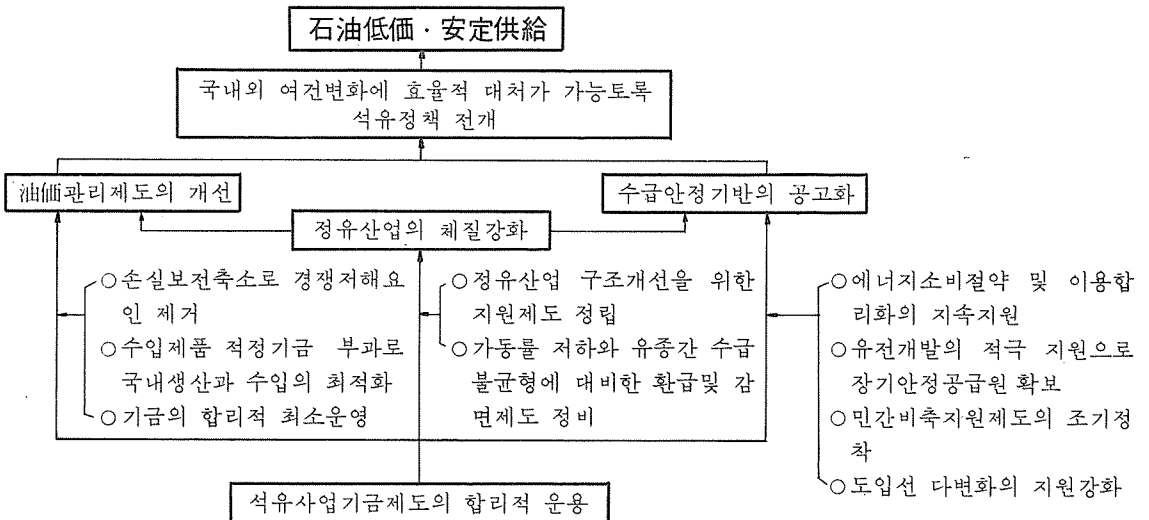 石油低価·安定供給
국내외 여건변화에 효율적 대처가 가능토록
석유정책 전개
油価관리제도의 개선
수급안정기반의 공고화
정유산업의 체질강화
○손실보전축소로 경쟁저해요
인 제거
○수입제품 적정기금 부과로
국내생산과 수입의 최적화
○기금의 합리적 최소운영
○정유산업 구조개선을 위한
지원제도 정립
○가동률 저하와 유종간 수급
불균형에 대비한 환급및 감
면제도 정비
○에너지소비절약 및 이용합
리화의 지속지원
○유전개발의 적극 지원으로
장기안정공급원 확보
○민간비축지원제도의 조기정
착
○도입선 다변화의 지원강화
석유사업기금제도의 합리적 운용